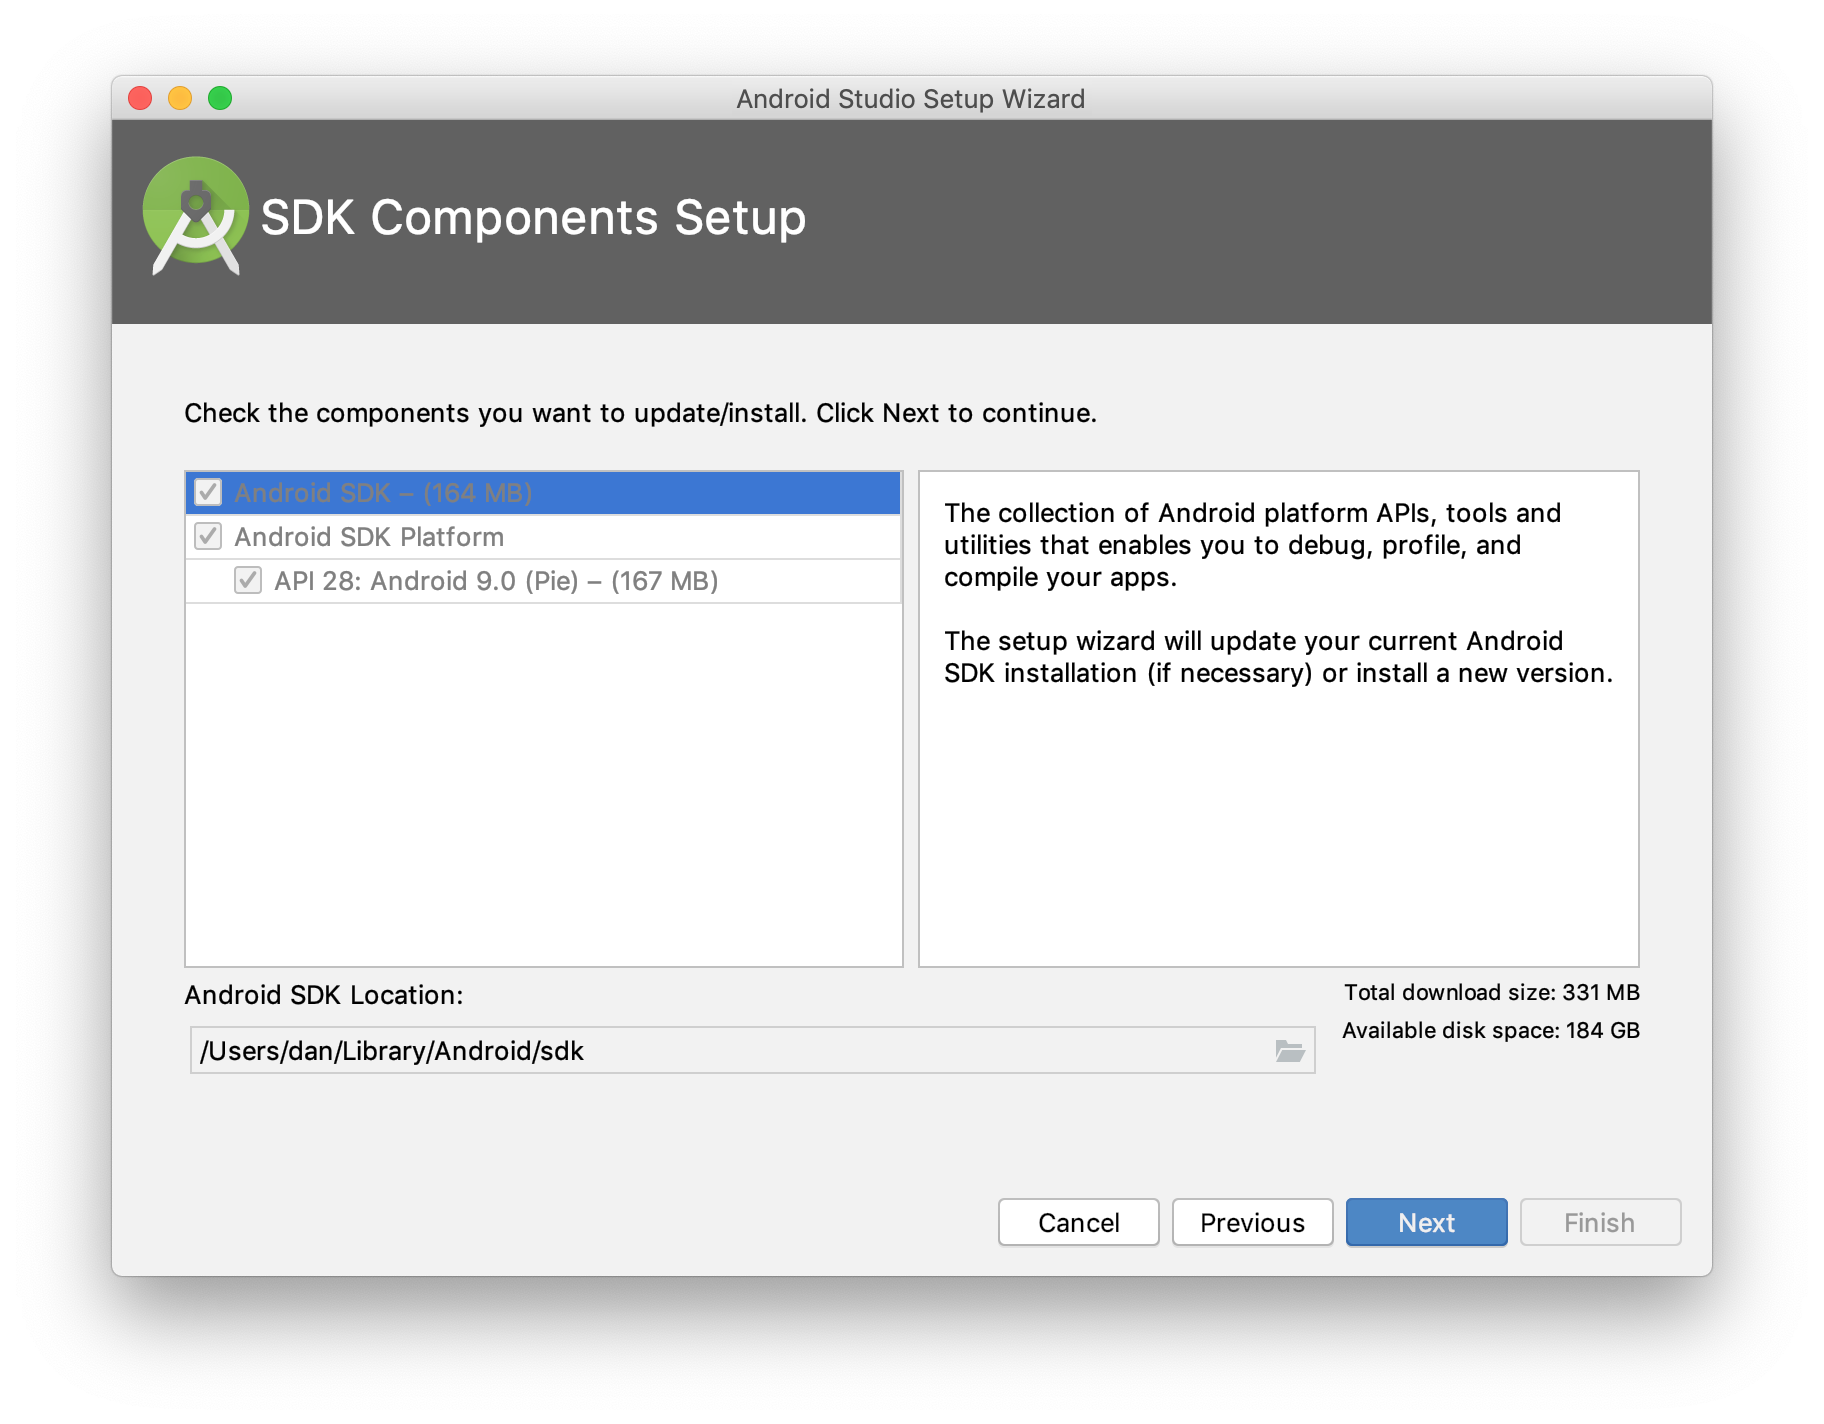 Android Studio Setup Wizard
SDK Components Setup
Check the components you want to update/install. Click Next to continue.
Android SDK – (164 MB)
Android SDK Platform
API 28: Android 9.0 (Pie) – (167 MB)
The collection of Android platform APIs, tools and
utilities that enables you to debug, profile, and
compile your apps.
The setup wizard will update your current Android
SDK installation (if necessary) or install a new version.
Android SDK Location:
/Users/dan/Library/Android/sdk
Total download size: 331 MB
Available disk space: 184 GB
Cancel
Previous
Next
Finish